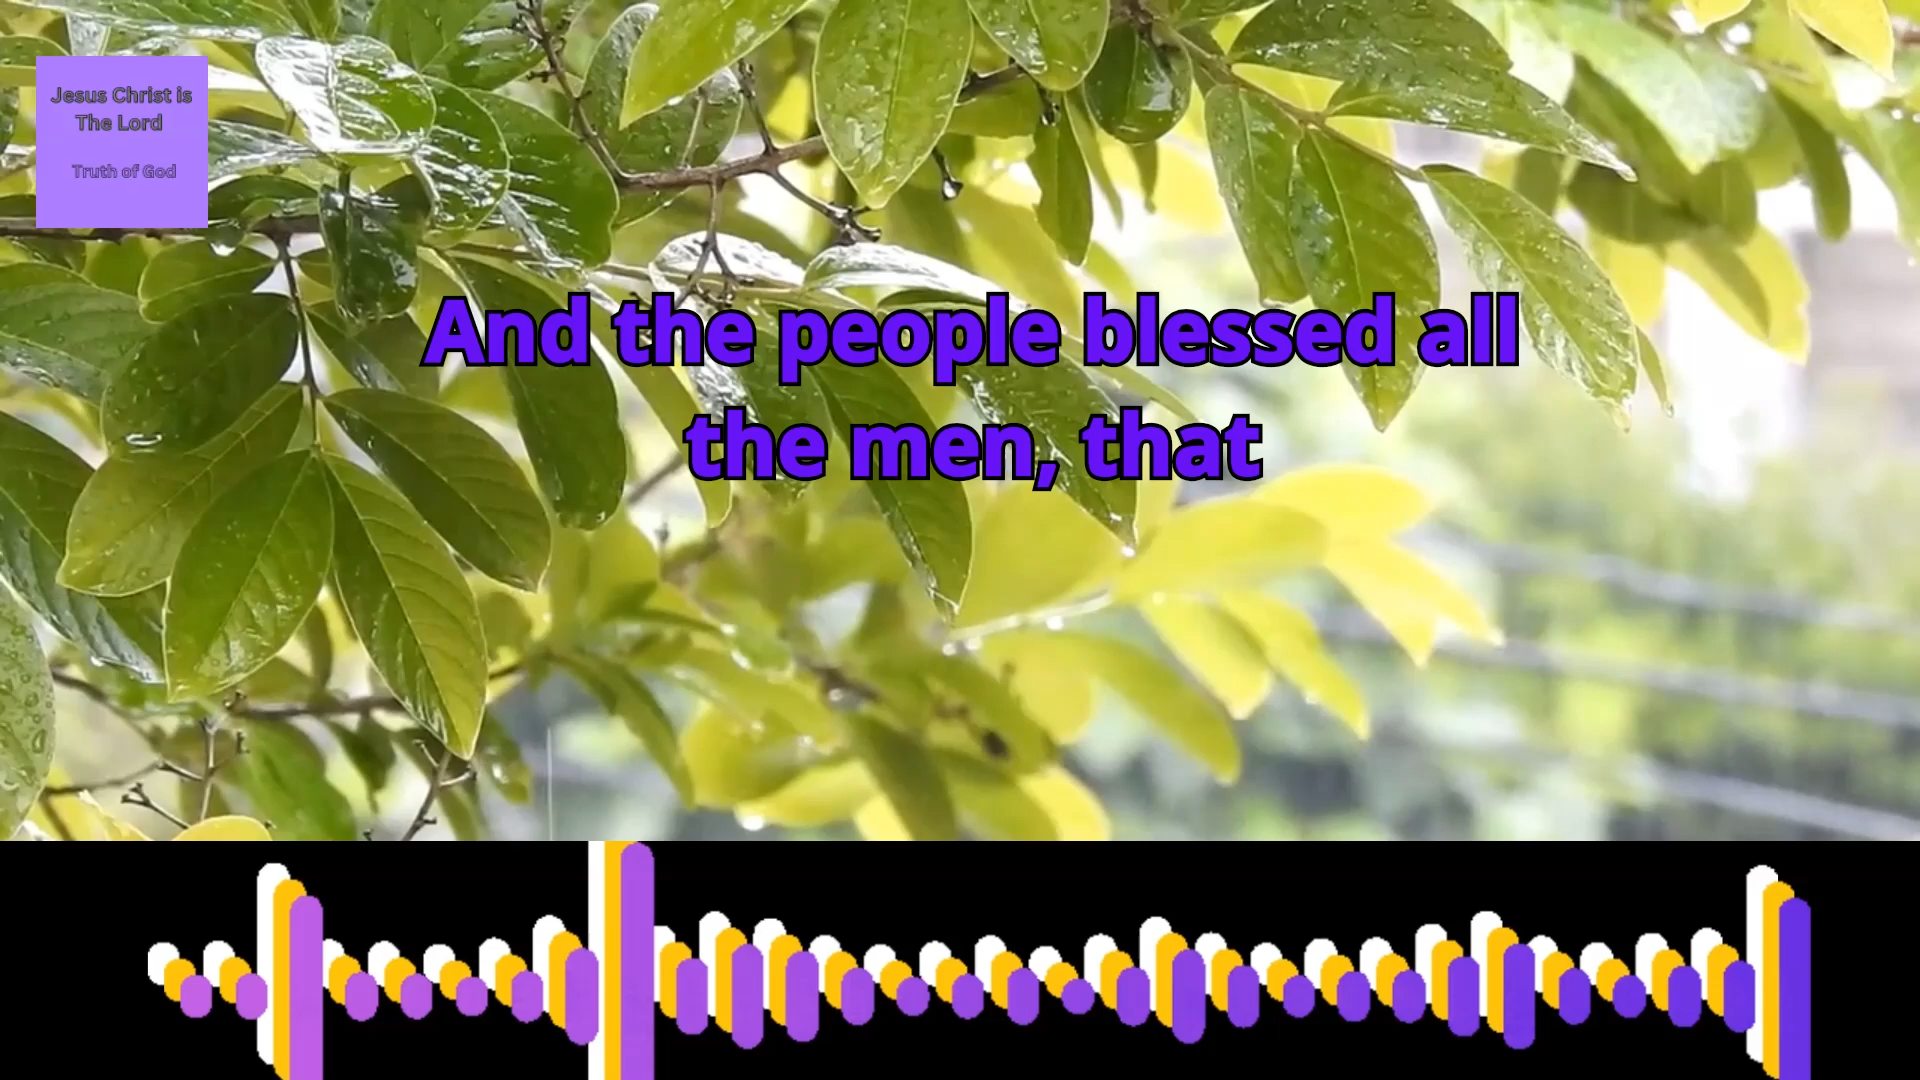 Jesus Christ is
The Lord
Truth of God
And the people blessed all
the men, that